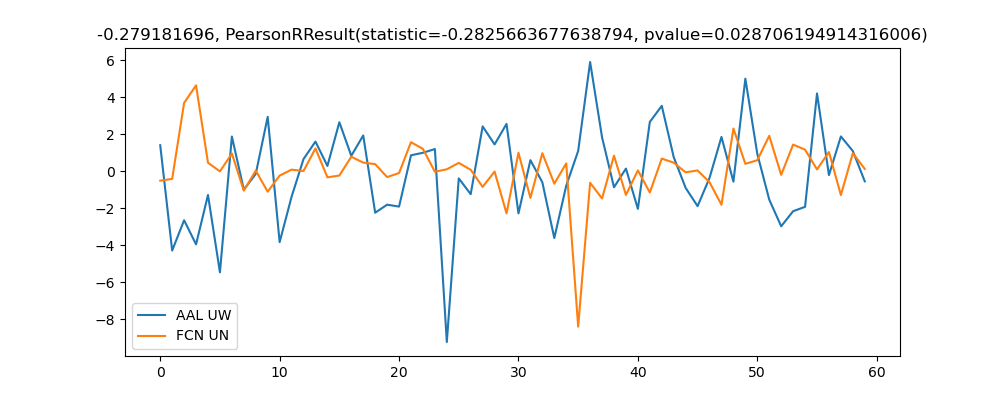 -0.279181696, PearsonRResult(statistic=-0.2825663677638794, pvalue=0.028706194914316006)
6
4
2
0
−2
−4
−6
−8
AAL UW
FCN UN
0 10 20 30 40 50 60